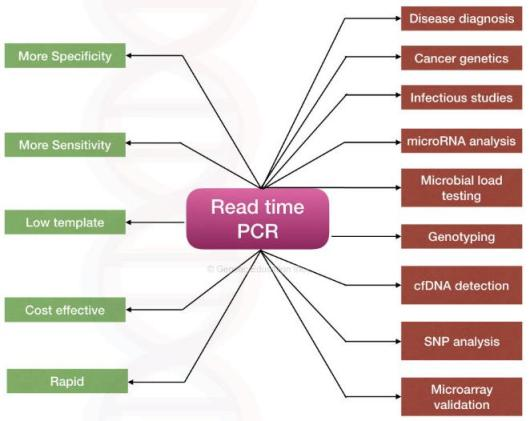 More Specificity
More Sensitivity
Low template
Cost effective
Rapid
Read time
PCR
Disease diagnosis
Cancer genetics
Infectious studies
microRNA analysis
Microbial load
testing
Genotyping
cfDNA detection
SNP analysis
Microarray
validation